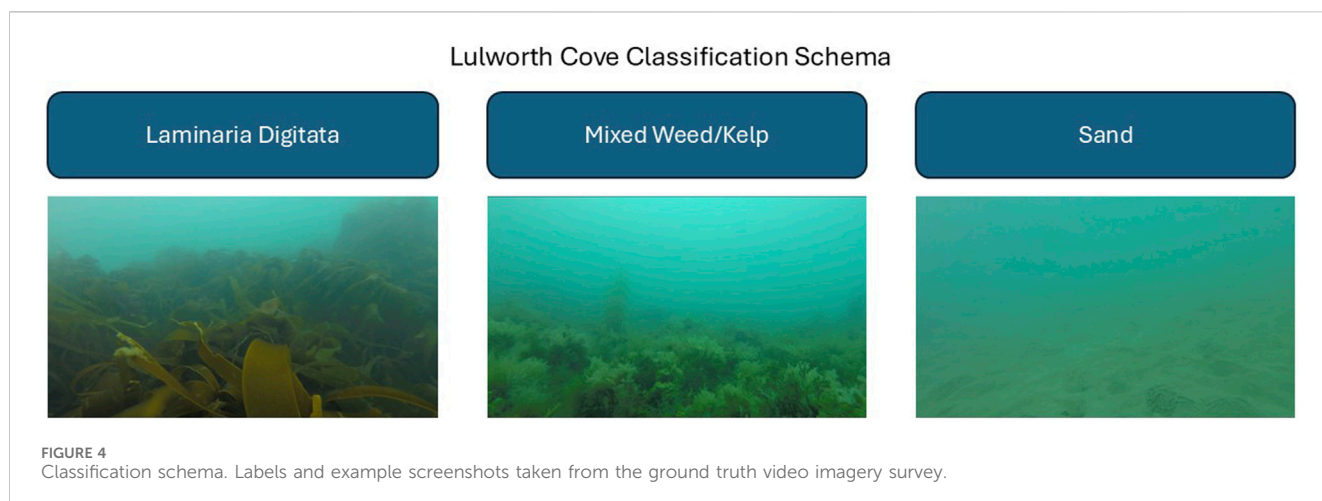 Lulworth Cove Classification Schema
Laminaria Digitata
Mixed Weed/Kelp
Sand
FIGURE 4
Classification schema. Labels and example screenshots taken from the ground truth video imagery survey.